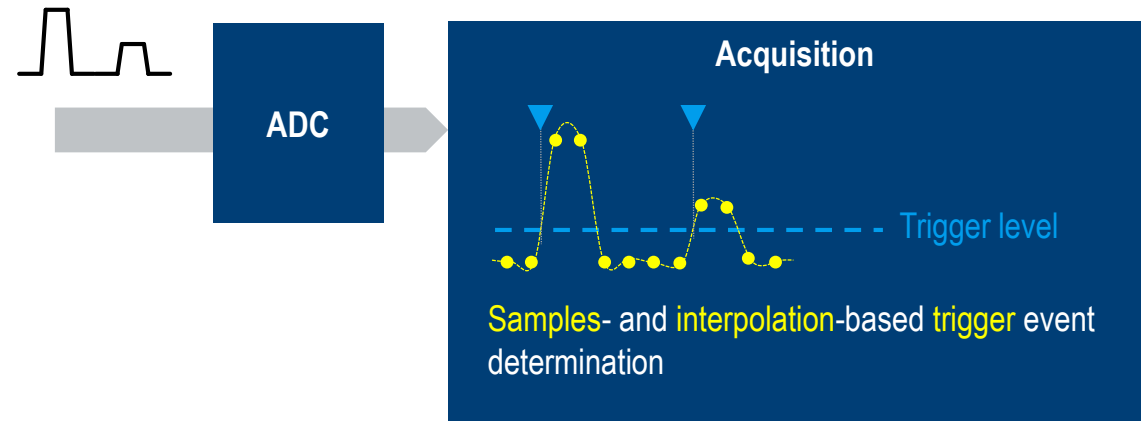 Acquisition
ADC
Trigger level
Samples- and interpolation-based trigger event
determination